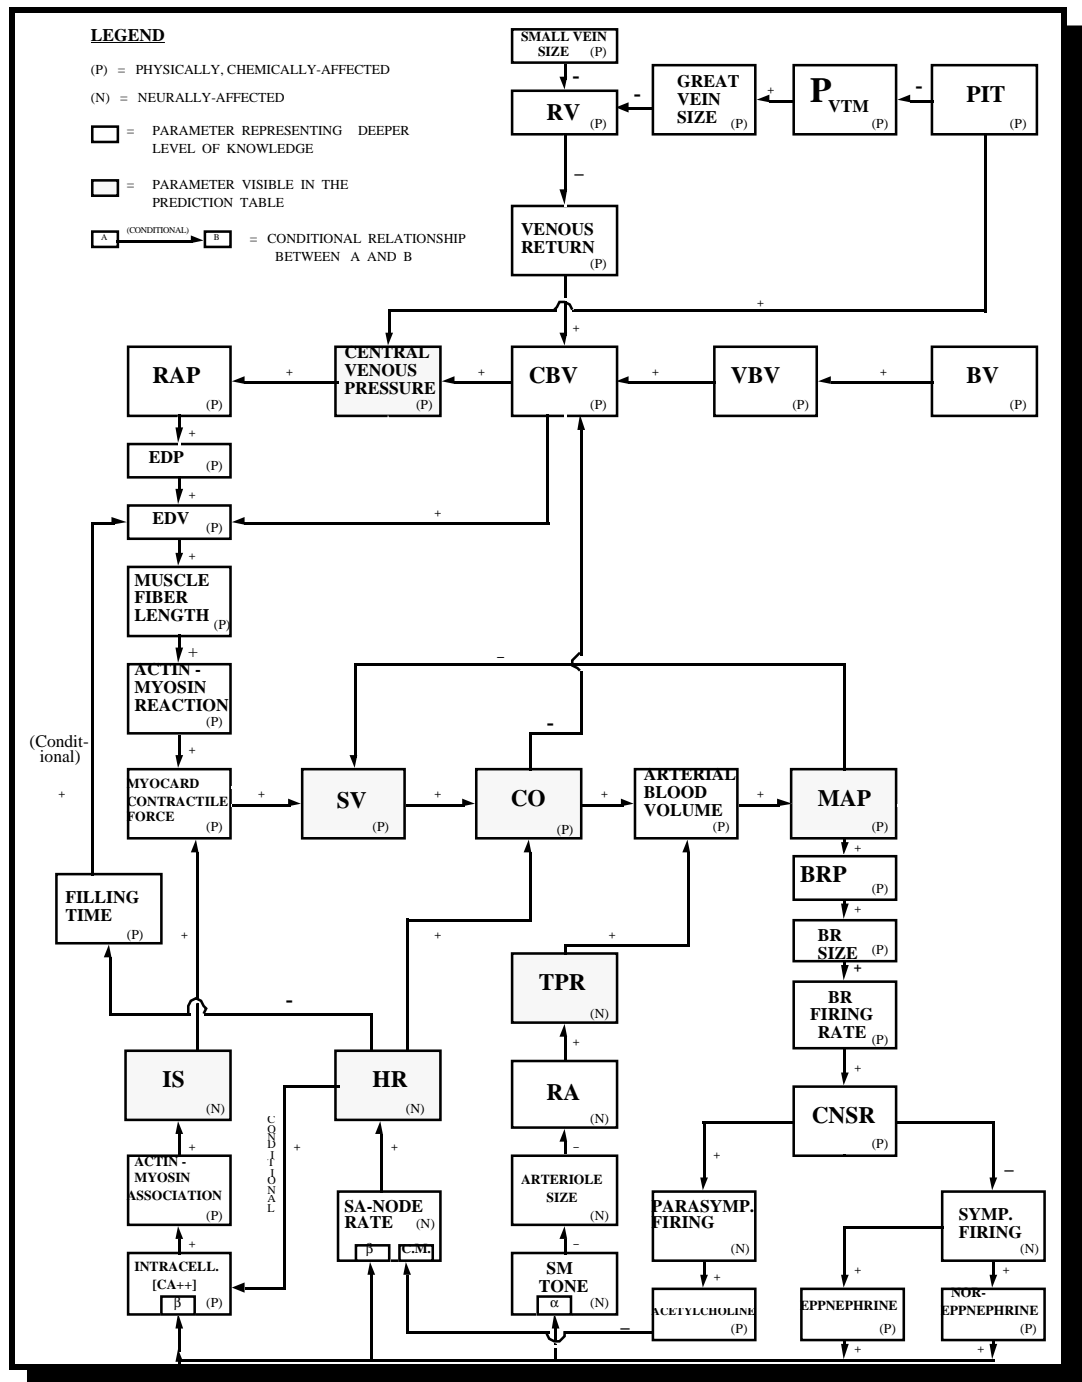 LEGEND
(P) = PHYSICALLY, CHEMICALLY-AFFECTED
(N) = NEURALLY-AFFECTED
= PARAMETER REPRESENTING DEEPER
LEVEL OF KNOWLEDGE
= PARAMETER VISIBLE IN THE
PREDICTION TABLE
A (CONDITIONAL) B = CONDITIONAL RELATIONSHIP
BETWEEN A AND B
SMALL VEIN
SIZE (P)
-
RV
(P)
-
GREAT
VEIN
SIZE (P)
+
P VTM
(P)
-
PIT
(P)
–
VENOUS
RETURN
(P)
+
+
RAP
(P)
+
CENTRAL
VENOUS
PRESSURE
(P)
+
CBV
(P)
+
VBV
(P)
+
BV
(P)
+
EDP (P)
+
EDV (P)
+
+
MUSCLE
FIBER
LENGTH (P)
+
ACTIN -
MYOSIN
REACTION
(P)
–
-
(Condit-
ional)
+
+
MYOCARD
CONTRACTILE
FORCE
(P)
+
SV
(P)
+
CO
(P)
+
ARTERIAL
BLOOD
VOLUME
(P)
+
MAP
(P)
+
BRP (P)
+
BR
SIZE (P)
+
BR
FIRING
RATE (P)
+
FILLING
TIME
(P)
+
+
+
-
TPR
(N)
+
IS
(N)
HR
(N)
RA
(N)
CNSR
(P)
+
CONDITIONAL
+
+
–
+
–
ACTIN -
MYOSIN
ASSOCIATION
(P)
SA-NODE
RATE (N)
β C.M.
ARTERIOLE
SIZE
(N)
PARASYMP.
FIRING
(N)
SYMP.
FIRING
(N)
+
–
+
+
+
INTRACELL.
[CA++]
β (P)
SM
TONE
α (N)
ACETYLCHOLINE
(P)
EPPNEPHRINE
(P)
NOR-
EPPNEPHRINE
(P)
–
+
+